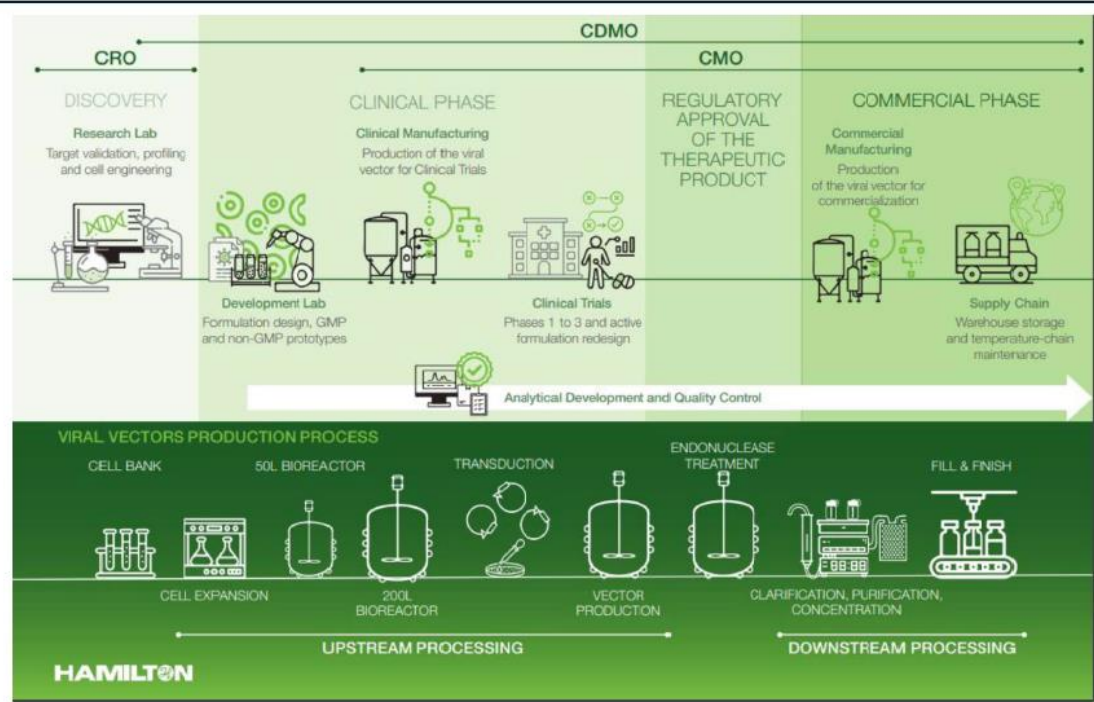 CDMO
CRO
CMO
DISCOVERY
Research Lab
Target validation, profiling
and cell engineering
Development Lab
Formulation design, GMP
and non-GMP prototypes
CLINICAL PHASE
Clinical Manufacturing
Production of the viral
vector for Clinical Trials
Clinical Trials
Phases 1 to 3 and active
formulation redesign
REGULATORY
APPROVAL
OF THE
THERAPEUTIC
PRODUCT
COMMERCIAL PHASE
Commercial
Manufacturing
Production
of the viral vector for
commercialization
Supply Chain
Warehouse storage
and temperature-chain
maintenance
Analytical Development and Quality Control
VIRAL VECTORS PRODUCTION PROCESS
CELL BANK
CELL EXPANSION
50L BIOREACTOR
200L
BIOREACTOR
TRANSDUCTION
VECTOR
PRODUCTION
ENDONUCLEASE
TREATMENT
CLARIFICATION, PURIFICATION,
CONCENTRATION
FILL & FINISH
UPSTREAM PROCESSING
DOWNSTREAM PROCESSING
HAMILTON